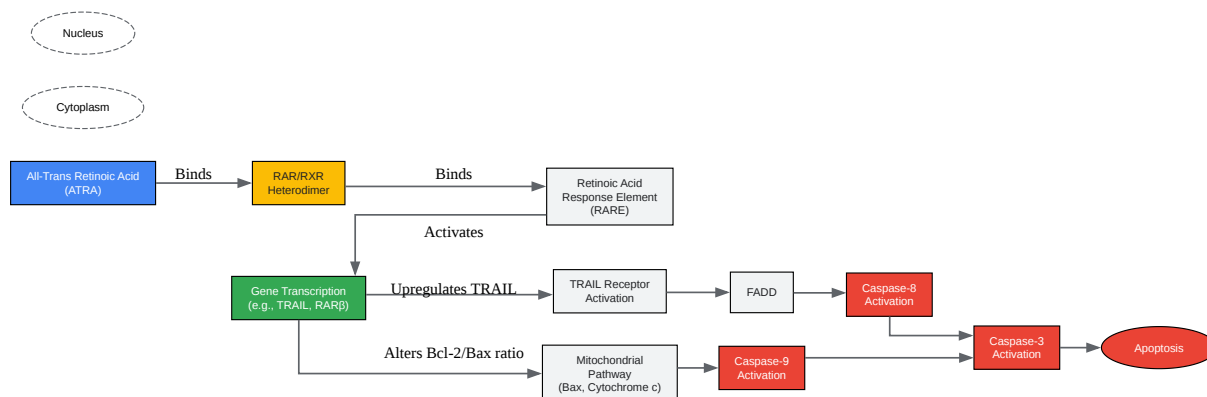 Nucleus
Cytoplasm
All-Trans Retinoic Acid
(ATRA)
Binds
RAR/RXR
Heterodimer
Binds
Retinoic Acid
Response Element
(RARE)
Activates
Gene Transcription
(e.g., TRAIL, RARβ)
Upregulates TRAIL
TRAIL Receptor
Activation
FADD
Caspase-8
Activation
Alters Bcl-2/Bax ratio
Mitochondrial
Pathway
(Bax, Cytochrome c)
Caspase-9
Activation
Caspase-3
Activation
Apoptosis